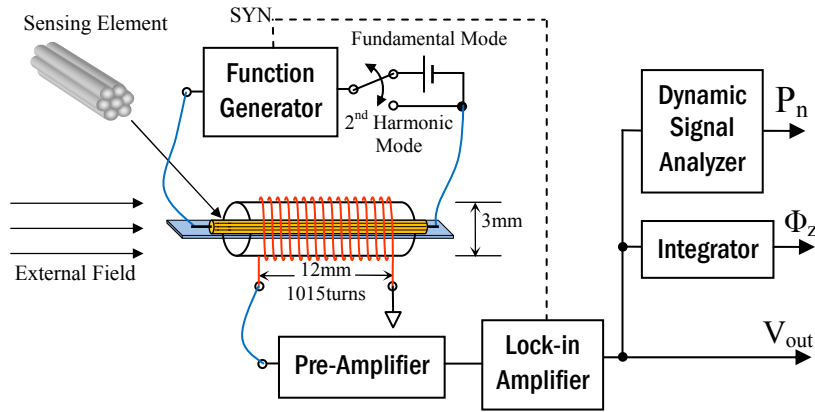 SYN
Sensing Element
Fundamental Mode
Function
Generator
2nd Harmonic
Mode
Dynamic
Signal
Analyzer
Pn
External Field
3mm
12mm
1015turns
Integrator
Φz
Pre-Amplifier
Lock-in
Amplifier
Vout